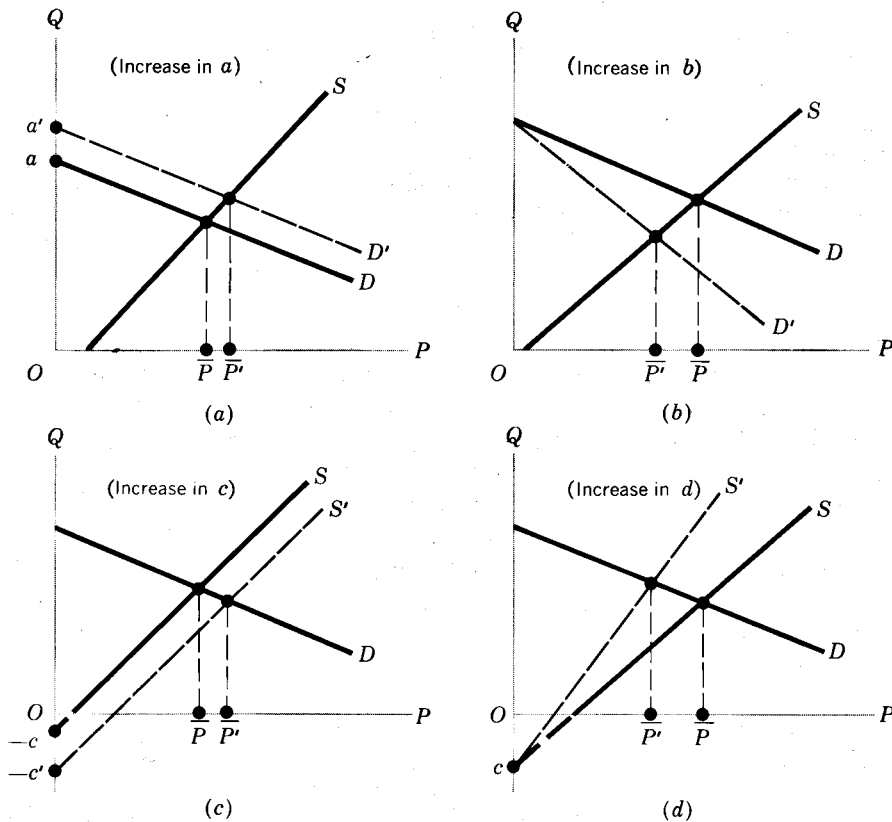 Q Q
(Increase in a) (Increase in b)
S S
a'
a
D' D
D D'
O P̅ P̅' P O P̅' P̅ P
(a) (b)
Q Q
(Increase in c) (Increase in d)
S S' S
S'
D D
O P̅ P̅' P O P̅' P̅ P
—c
—c' c
(c) (d)